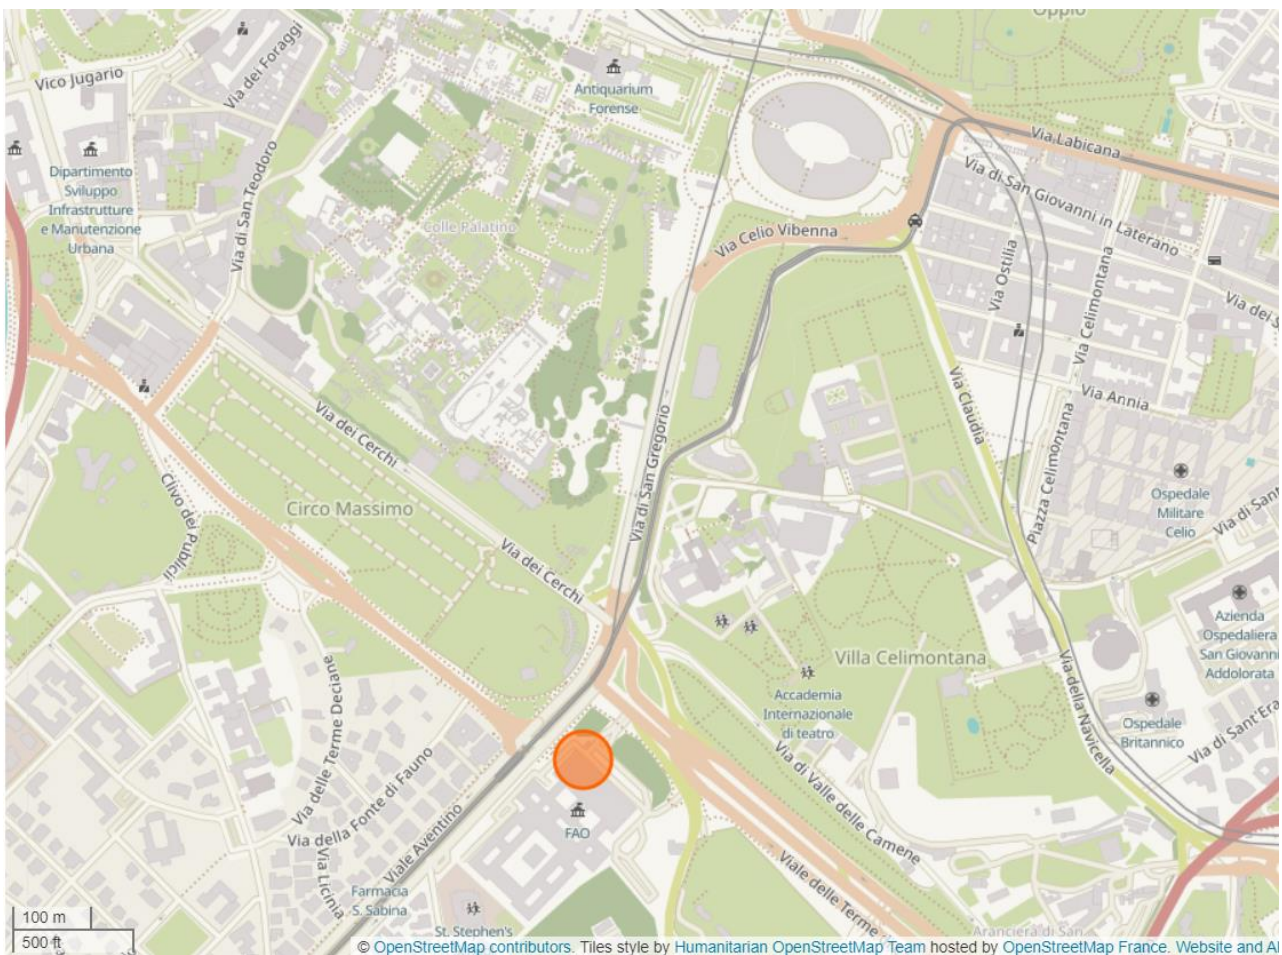 Oppio
Vico Jugario
Via dei Foraggi
Antiquarium
Forense
Via Labicana
Via di San Giovanni in Laterano
Dipartimento
Sviluppo
Infrastrutture
e Manutenzione
Urbana
Via di San Teodoro
Colle Palatino
Via Celio Vibenna
Via Ostilia
Via Celimontana
Via dei S
Via Claudia
Via Annia
Via dei Cerchi
Via di San Gregorio
Piazza Celimontana
Ospedale
Militare
Celio
Via di Sant
Circo Massimo
Clivo dei Publicii
Via dei Cerchi
Azienda
Ospedaliera
San Giovanni
Addolorata
Villa Celimontana
Via delle Terme Deciane
Accademia
Internazionale
di teatro
Via della Navicella
Ospedale
Britannico
Via di Sant'Era
Via della Fonte di Fauno
Via di Valle delle Camene
FAO
Viale Aventino
Via Licinia
Viale delle Terme
Farmacia
S. Sabina
St. Stephen's
Aranciera di San
100 m
500 ft
© OpenStreetMap contributors. Tiles style by Humanitarian OpenStreetMap Team hosted by OpenStreetMap France. Website and AP